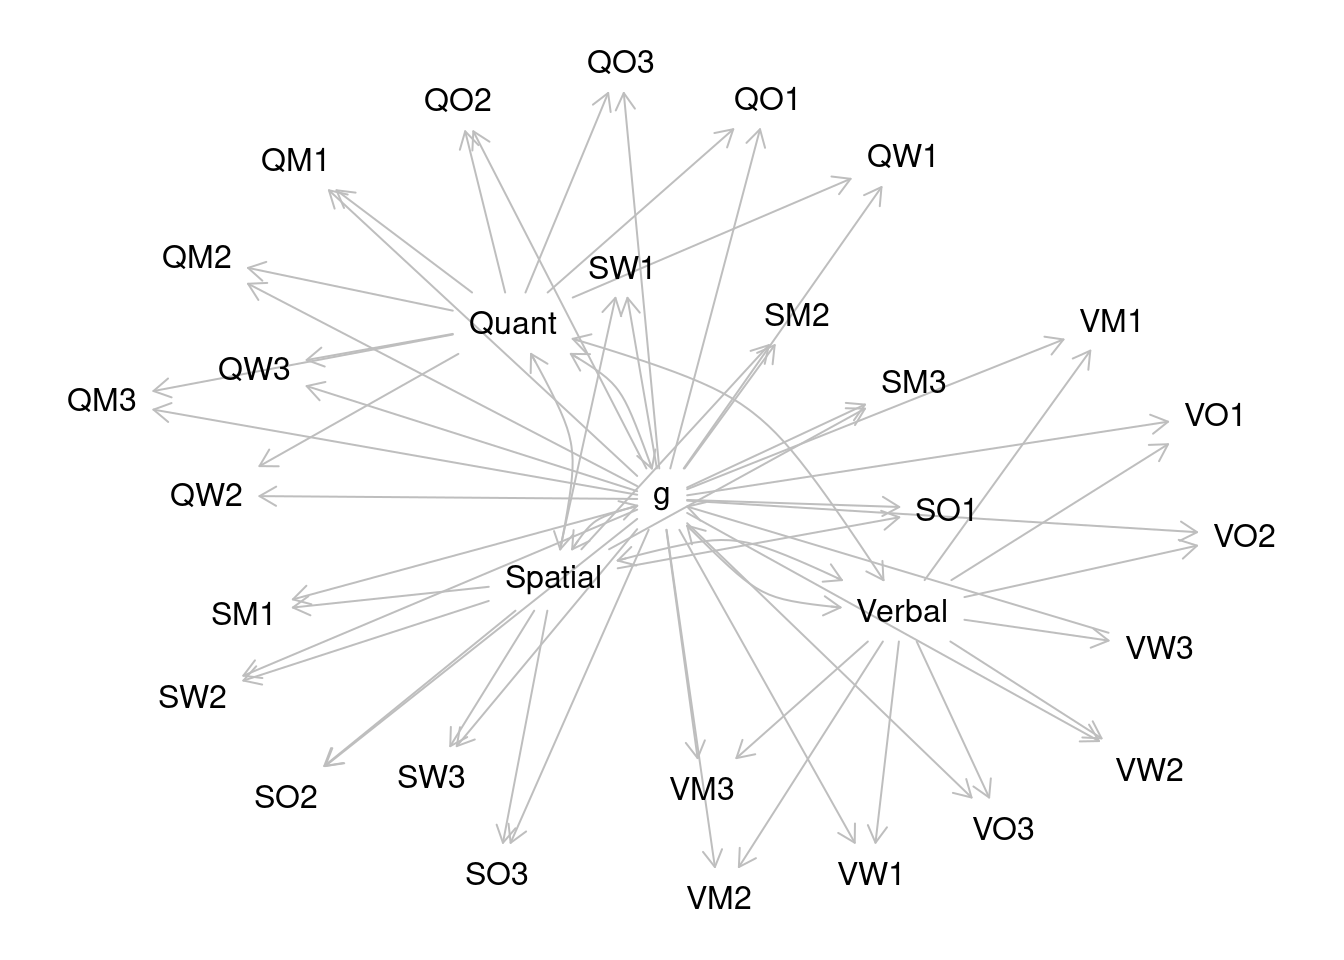 QO3
QO2
QO1
QM1
QW1
QM2
SW1
SM2
VM1
Quant
QW3
SM3
QM3
VO1
QW2
g
SO1
VO2
Spatial
SM1
Verbal
VW3
SW2
VW2
SW3
VM3
SO2
VO3
SO3
VW1
VM2